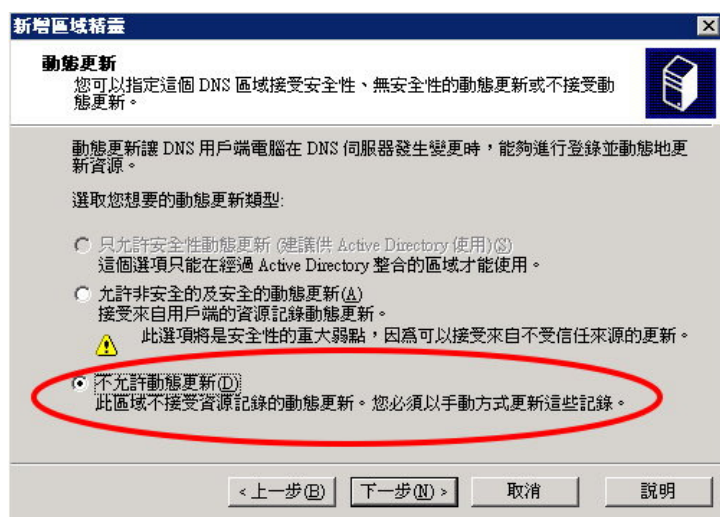 新增區域精靈
動態更新
您可以指定這個 DNS 區域接受安全性、無安全性的動態更新或不接受動
態更新。
動態更新讓 DNS 用戶端電腦在 DNS 伺服器發生變更時，能夠進行登錄並動態地更
新資源。
選取您想要的動態更新類型:
只允許安全性動態更新 (建議供 Active Directory 使用)(S)
這個選項只能在經過 Active Directory 整合的區域才能使用。
允許非安全的及安全的動態更新(A)
接受來自用戶端的資源記錄動態更新。
此選項將是安全性的重大弱點，因為可以接受來自不受信任來源的更新。
不允許動態更新(D)
此區域不接受資源記錄的動態更新。您必須以手動方式更新這些記錄。
<上一步(B) 下一步(N)> 取消 說明